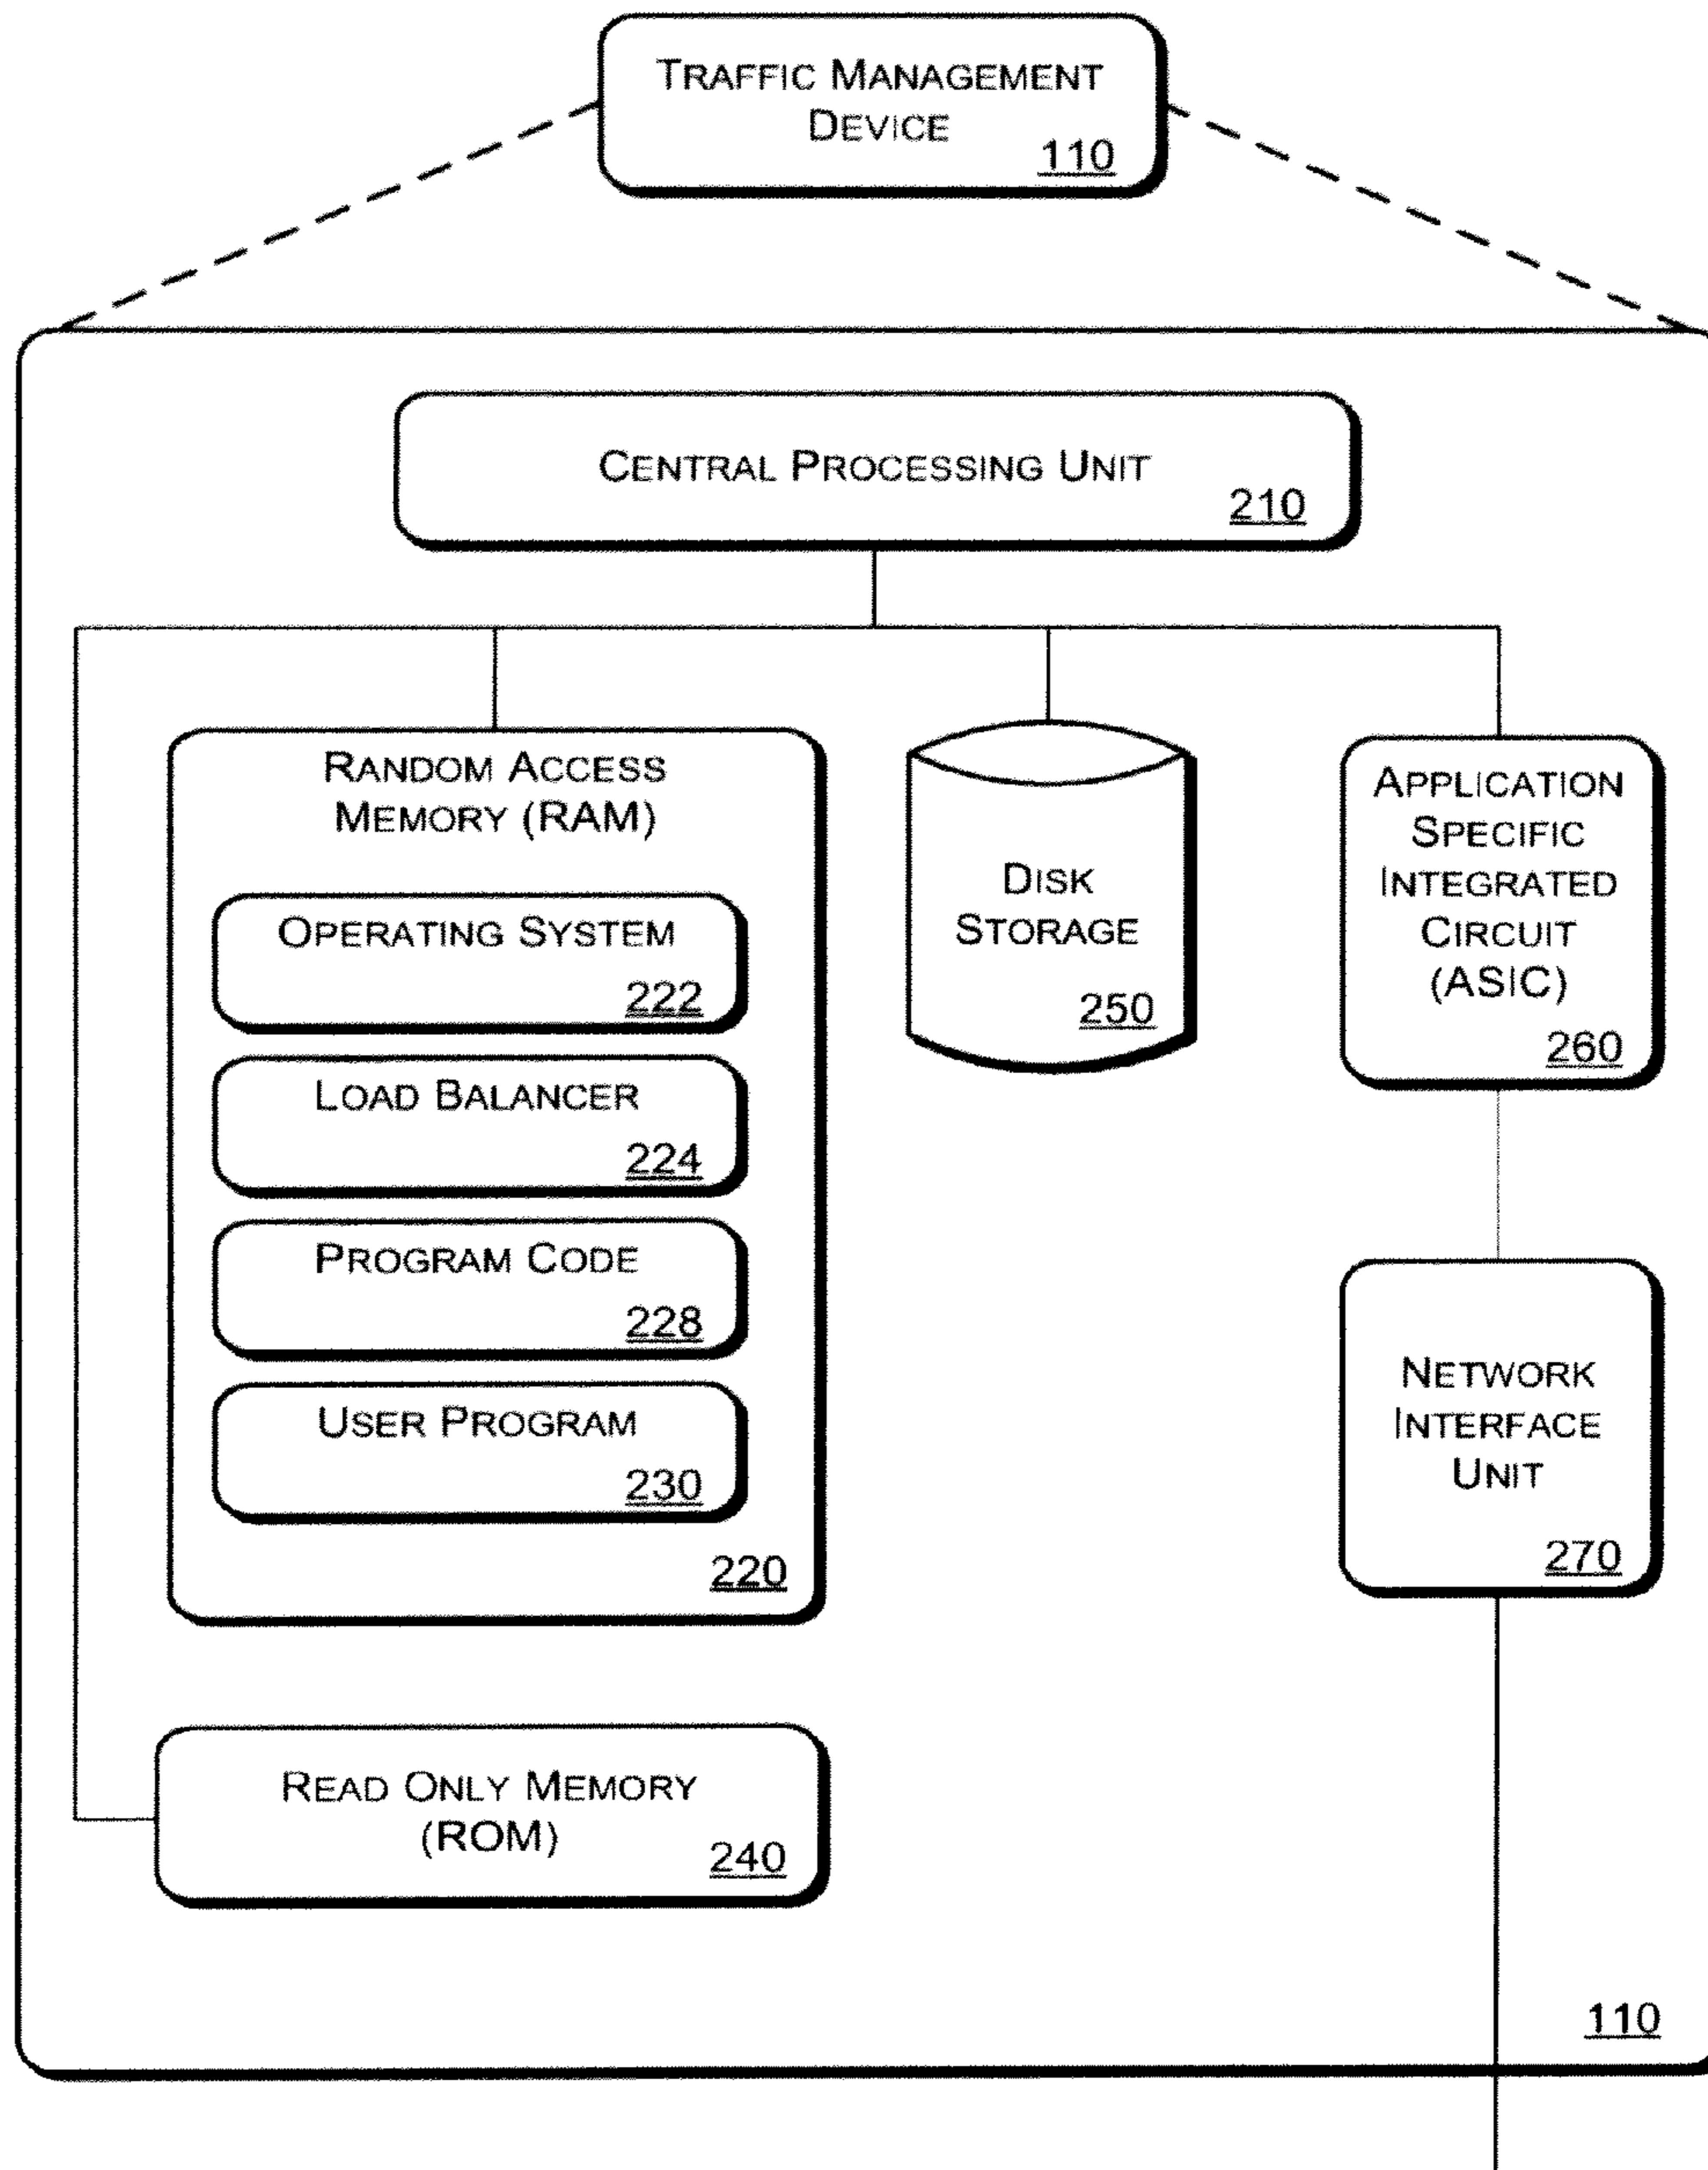 TRAFFIC MANAGEMENT
DEVICE
110
CENTRAL PROCESSING UNIT
210
RANDOM ACCESS
MEMORY (RAM)
OPERATING SYSTEM
222
LOAD BALANCER
224
PROGRAM CODE
228
USER PROGRAM
230
220
DISK
STORAGE
250
APPLICATION
SPECIFIC
INTEGRATED
CIRCUIT
(ASIC)
260
NETWORK
INTERFACE
UNIT
270
READ ONLY MEMORY
(ROM)
240
110